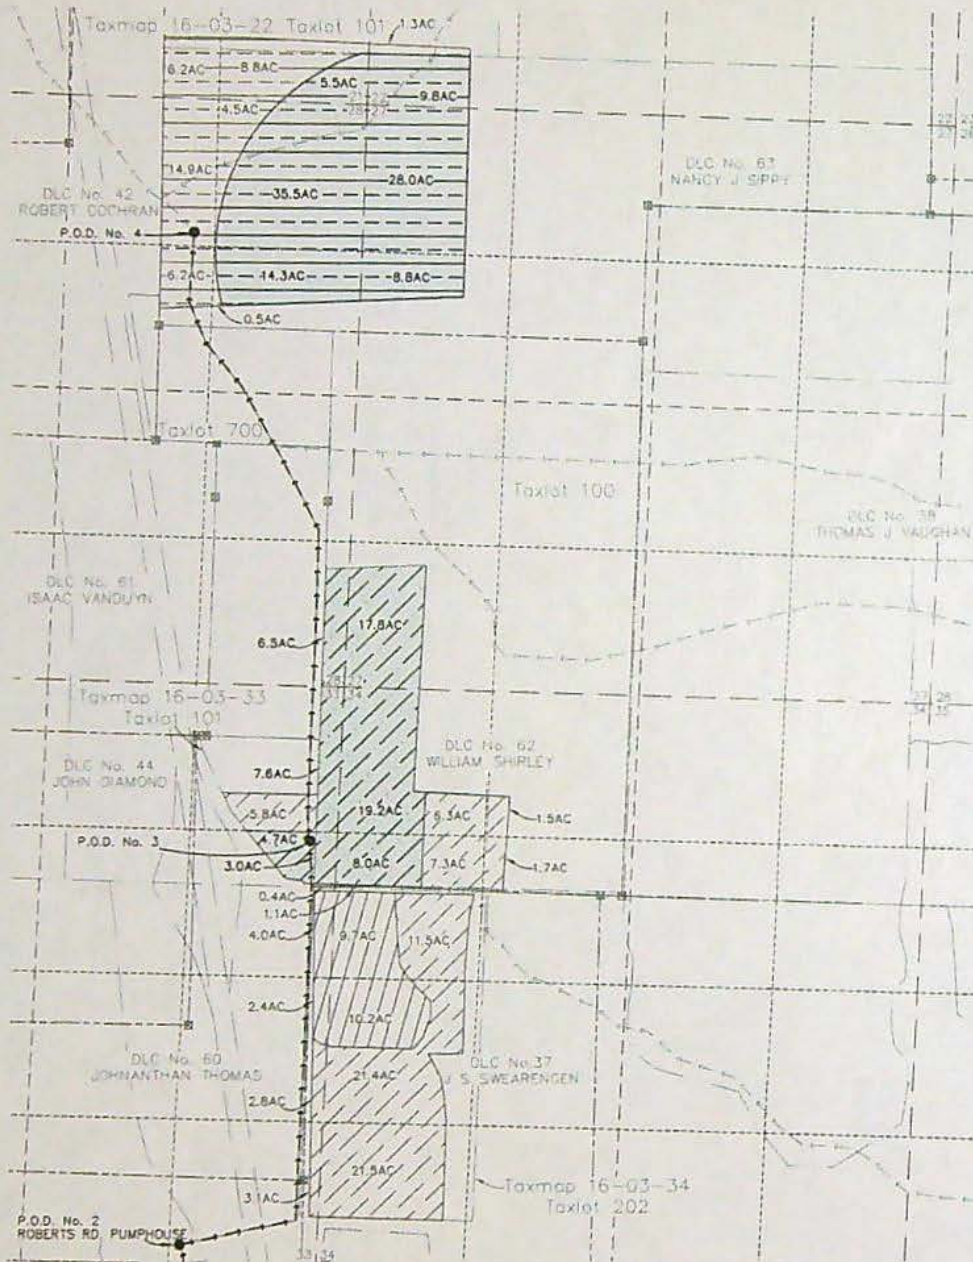 Taxmap 16-03-22 Taxlot 101
1.3AC
6.2AC
8.8AC
5.5AC
9.8AC
4.5AC
14.9AC
28.0AC
35.5AC
DLC No. 42
ROBERT COCHRAN
DLC No. 63
NANCY J SIPPY
P.O.D. No. 4
6.2AC
14.3AC
8.8AC
0.5AC
Taxlot 700
Taxlot 100
DLC No. 38
THOMAS J VAUGHAN
DLC No. 61
ISAAC VANDUYN
17.8AC
6.5AC
Taxmap 16-03-33
Taxlot 101
DLC No. 62
WILLIAM SHIRLEY
DLC No. 44
JOHN DIAMOND
7.6AC
5.8AC
19.2AC
6.3AC
1.5AC
P.O.D. No. 3
4.7AC
3.0AC
8.0AC
7.3AC
1.7AC
0.4AC
1.1AC
4.0AC
9.7AC
11.5AC
2.4AC
10.2AC
DLC No. 60
JOHNANTHAN THOMAS
DLC No.37
J S SWEARENGEN
21.4AC
2.8AC
21.5AC
3.1AC
Taxmap 16-03-34
Taxlot 202
P.O.D. No. 2
ROBERTS RD. PUMPHOUSE
33 34